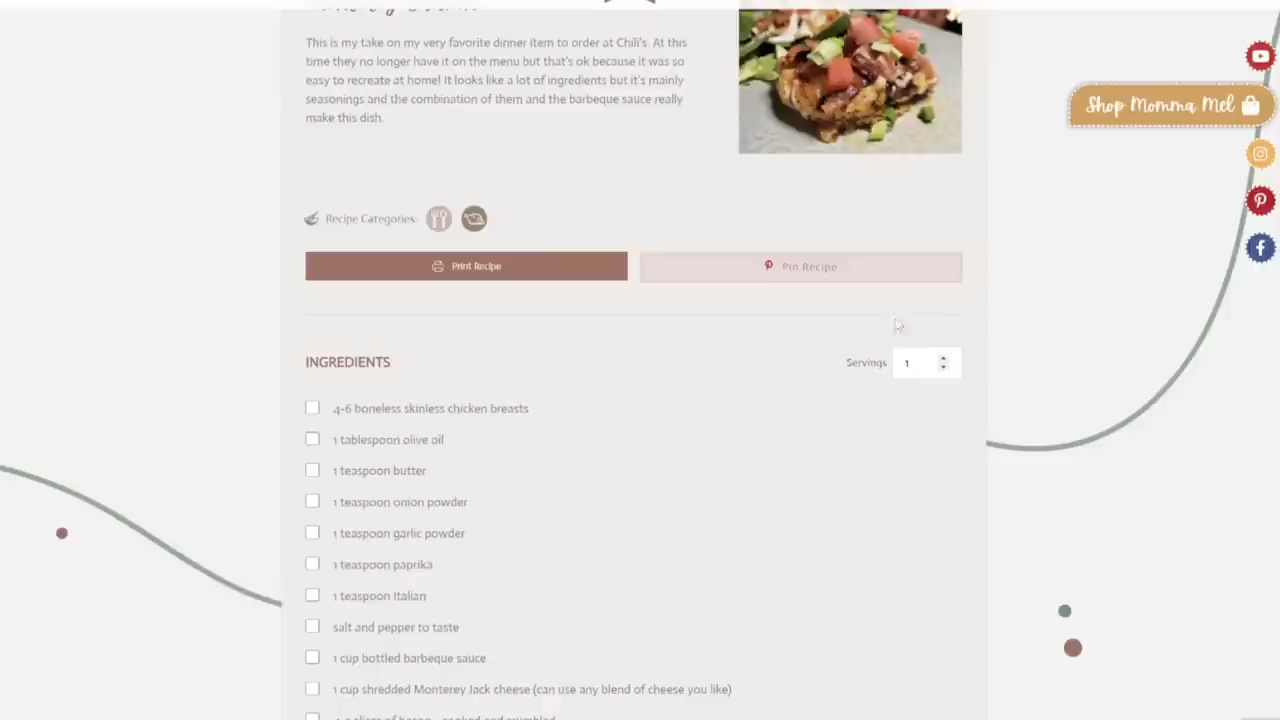 This is my take on my very favorite dinner item to order at Chili's. At this
time they no longer have it on the menu but that's ok because it was so
easy to recreate at home! It looks like a lot of ingredients but it's mainly
seasonings and the combination of them and the barbeque sauce really
make this dish.
Shop Momma Mel
Recipe Categories:
Print Recipe
Pin Recipe
INGREDIENTS
Servings 1
4-6 boneless skinless chicken breasts
1 tablespoon olive oil
1 teaspoon butter
1 teaspoon onion powder
1 teaspoon garlic powder
1 teaspoon paprika
1 teaspoon Italian
salt and pepper to taste
1 cup bottled barbeque sauce
1 cup shredded Monterey Jack cheese (can use any blend of cheese you like)
slices of bacon - cooked and crumbled